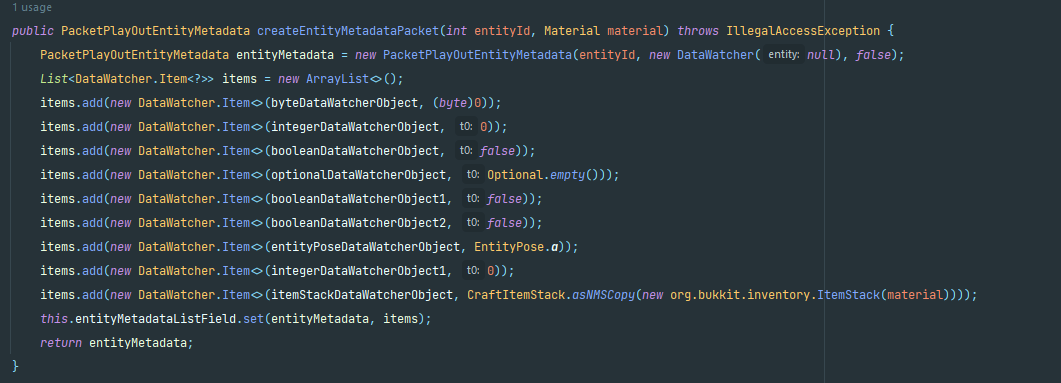 1 usage
public PacketPlayOutEntityMetadata createEntityMetadataPacket(int entityId, Material material) throws IllegalAccessException {
PacketPlayOutEntityMetadata entityMetadata = new PacketPlayOutEntityMetadata(entityId, new DataWatcher( entity: null), false);
List<DataWatcher.Item<?>> items = new ArrayList<>();
items.add(new DataWatcher.Item<>(byteDataWatcherObject, (byte)0));
items.add(new DataWatcher.Item<>(integerDataWatcherObject, t0: 0));
items.add(new DataWatcher.Item<>(booleanDataWatcherObject, t0: false));
items.add(new DataWatcher.Item<>(optionalDataWatcherObject, t0: Optional.empty()));
items.add(new DataWatcher.Item<>(booleanDataWatcherObject1, t0: false));
items.add(new DataWatcher.Item<>(booleanDataWatcherObject2, t0: false));
items.add(new DataWatcher.Item<>(entityPoseDataWatcherObject, EntityPose.a));
items.add(new DataWatcher.Item<>(integerDataWatcherObject1, t0: 0));
items.add(new DataWatcher.Item<>(itemStackDataWatcherObject, CraftItemStack.asNMSCopy(new org.bukkit.inventory.ItemStack(material))));
this.entityMetadataListField.set(entityMetadata, items);
return entityMetadata;
}